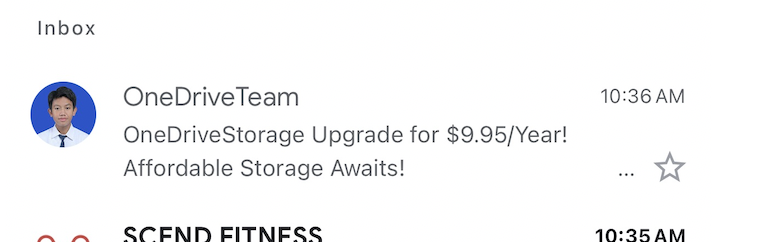 Inbox
OneDriveTeam
10:36 AM
OneDriveStorage Upgrade for $9.95/Year!
Affordable Storage Awaits!
...
SCEND FITNESS
10:35 AM